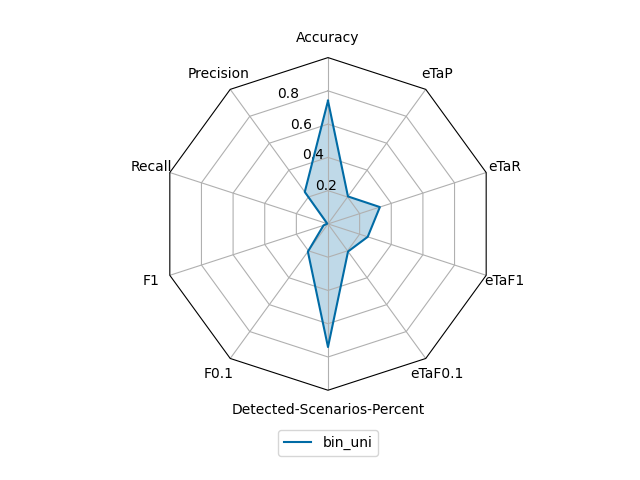 Accuracy
Precision
eTaP
0.8
0.6
0.4
Recall
eTaR
0.2
F1
eTaF1
F0.1
eTaF0.1
Detected-Scenarios-Percent
bin_uni